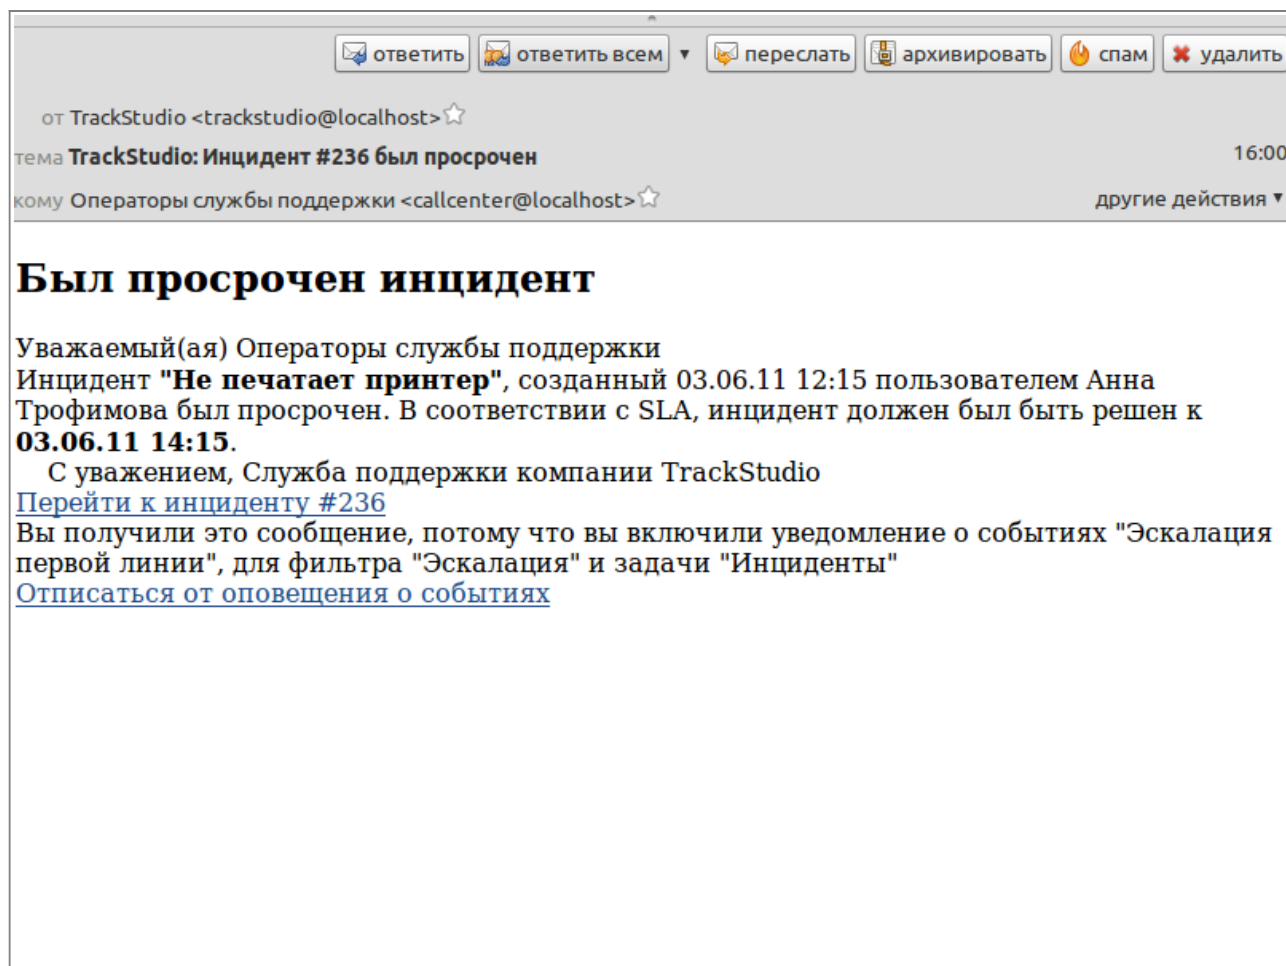 ответить ответить всем переслать архивировать спам удалить
от TrackStudio <trackstudio@localhost>
тема TrackStudio: Инцидент #236 был просрочен 16:00
кому Операторы службы поддержки <callcenter@localhost> другие действия
Был просрочен инцидент
Уважаемый(ая) Операторы службы поддержки
Инцидент "Не печатает принтер", созданный 03.06.11 12:15 пользователем Анна
Трофимова был просрочен. В соответствии с SLA, инцидент должен был быть решен к
03.06.11 14:15.
С уважением, Служба поддержки компании TrackStudio
Перейти к инциденту #236
Вы получили это сообщение, потому что вы включили уведомление о событиях "Эскалация
первой линии", для фильтра "Эскалация" и задачи "Инциденты"
Отписаться от оповещения о событиях